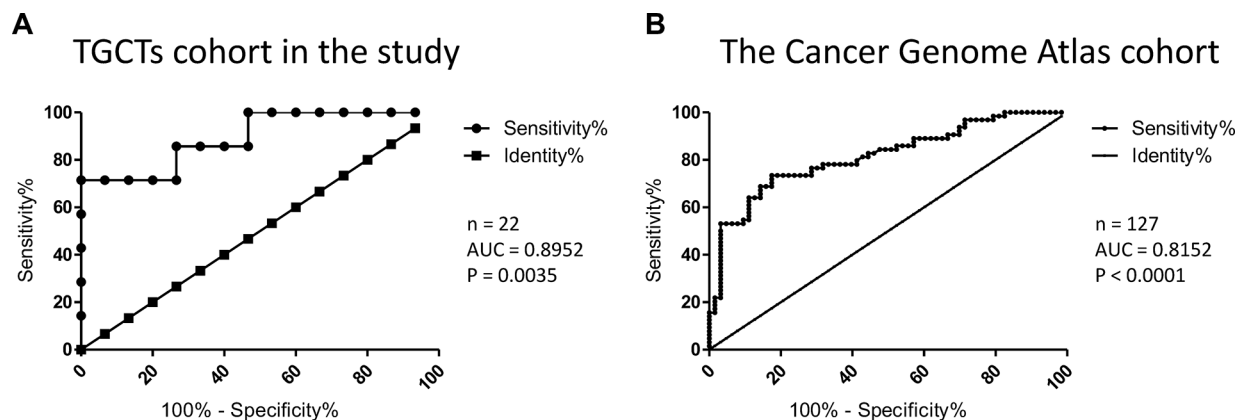 A
TGCTs cohort in the study
100
80
60
40
20
0
Sensitivity%
0
20
40
60
80
100
100% - Specificity%
Sensitivity%
Identity%
n = 22
AUC = 0.8952
P = 0.0035
B
The Cancer Genome Atlas cohort
100
80
60
40
20
0
Sensitivity%
0
20
40
60
80
100
100% - Specificity%
Sensitivity%
Identity%
n = 127
AUC = 0.8152
P < 0.0001